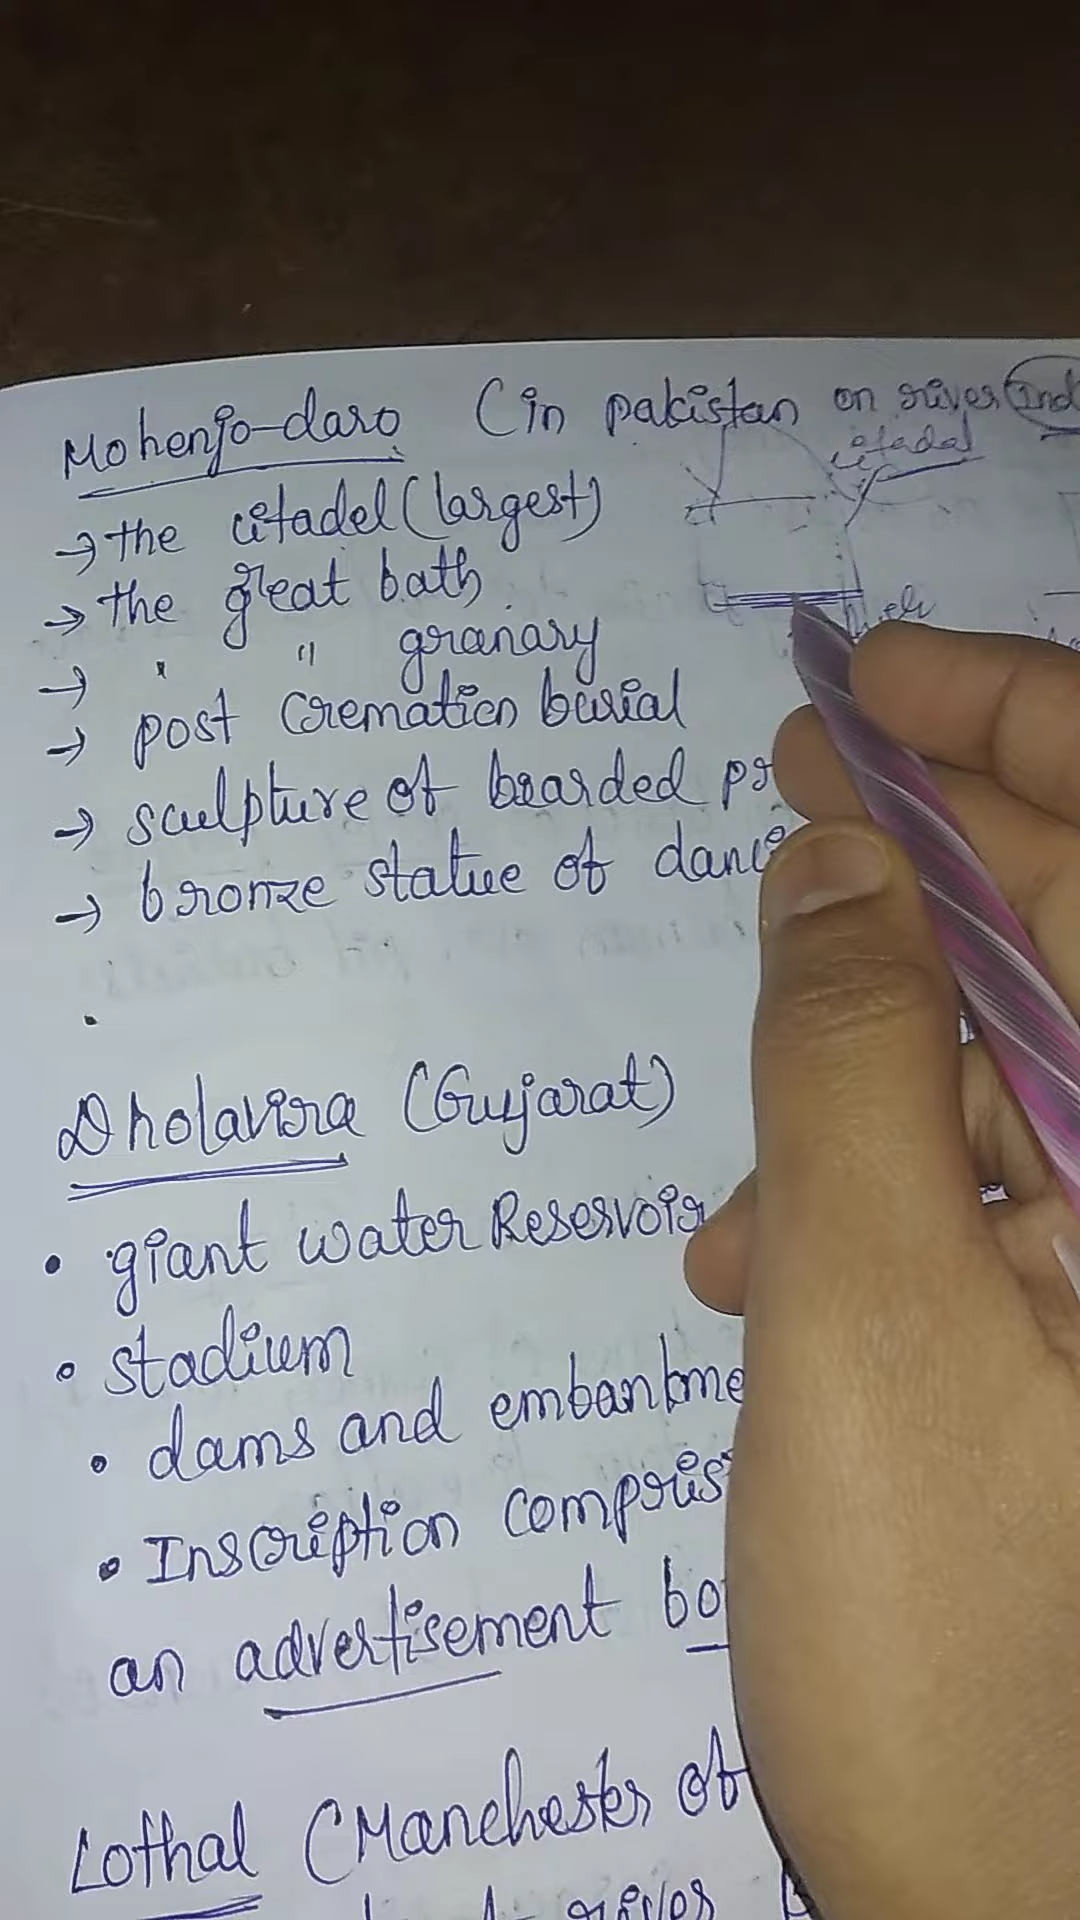 Mohenjo-daro (in pakistan on river Ind
citadal
→ the citadel (largest)
→ the great bath
→ " " granary
→ post cremation burial
→ sculpture of bearded pr
→ bronze statue of danc
Dholavira (Gujarat)
• giant water Reservoir
• stadium
• dams and embankme
• Inscription compris
an advertisement bo
Lothal (Manchester of
river